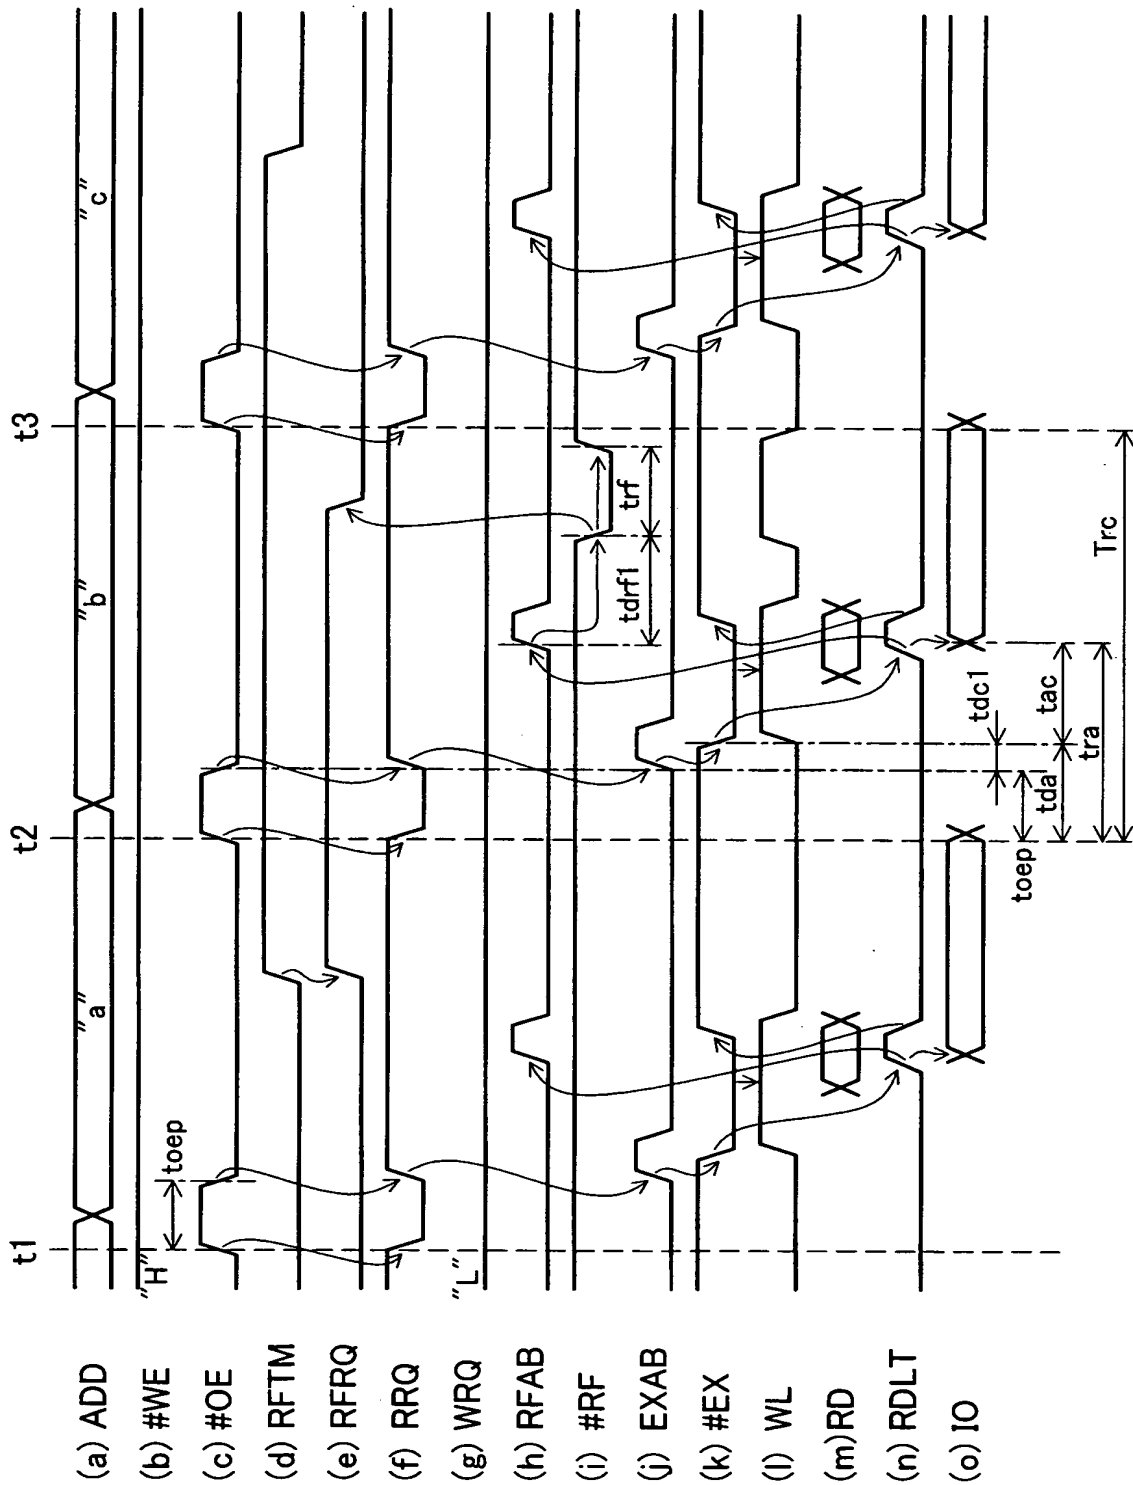 t1
t2
t3
(a) ADD
"a"
"b"
"c"
(b) #WE
"H"
(c) #OE
toep
(d) RFTM
(e) RFRQ
(f) RRQ
(g) WRQ
"L"
(h) RFAB
(i) #RF
tdrf1
trf
(j) EXAB
(k) #EX
(l) WL
(m) RD
(n) RDLT
(o) IO
tdc1
toep
tda
tac
tra
Trc